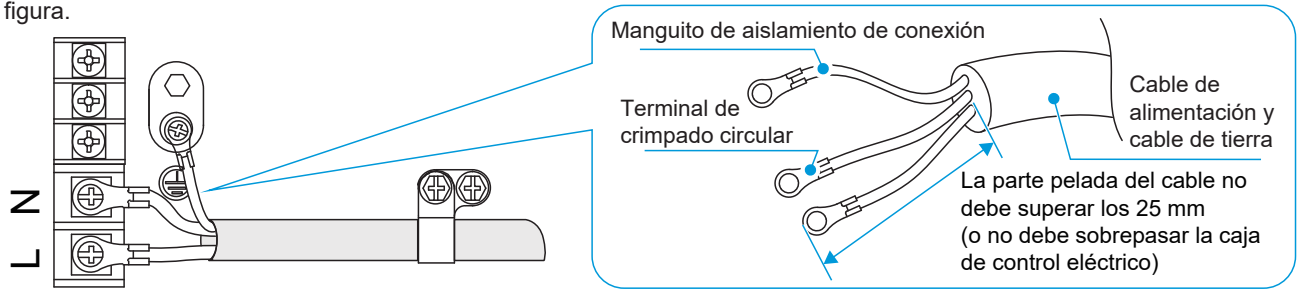 figura.
Manguito de aislamiento de conexión
Terminal de
crimpado circular
Cable de
alimentación y
cable de tierra
La parte pelada del cable no
debe superar los 25 mm
(o no debe sobrepasar la caja
de control eléctrico)
N
L